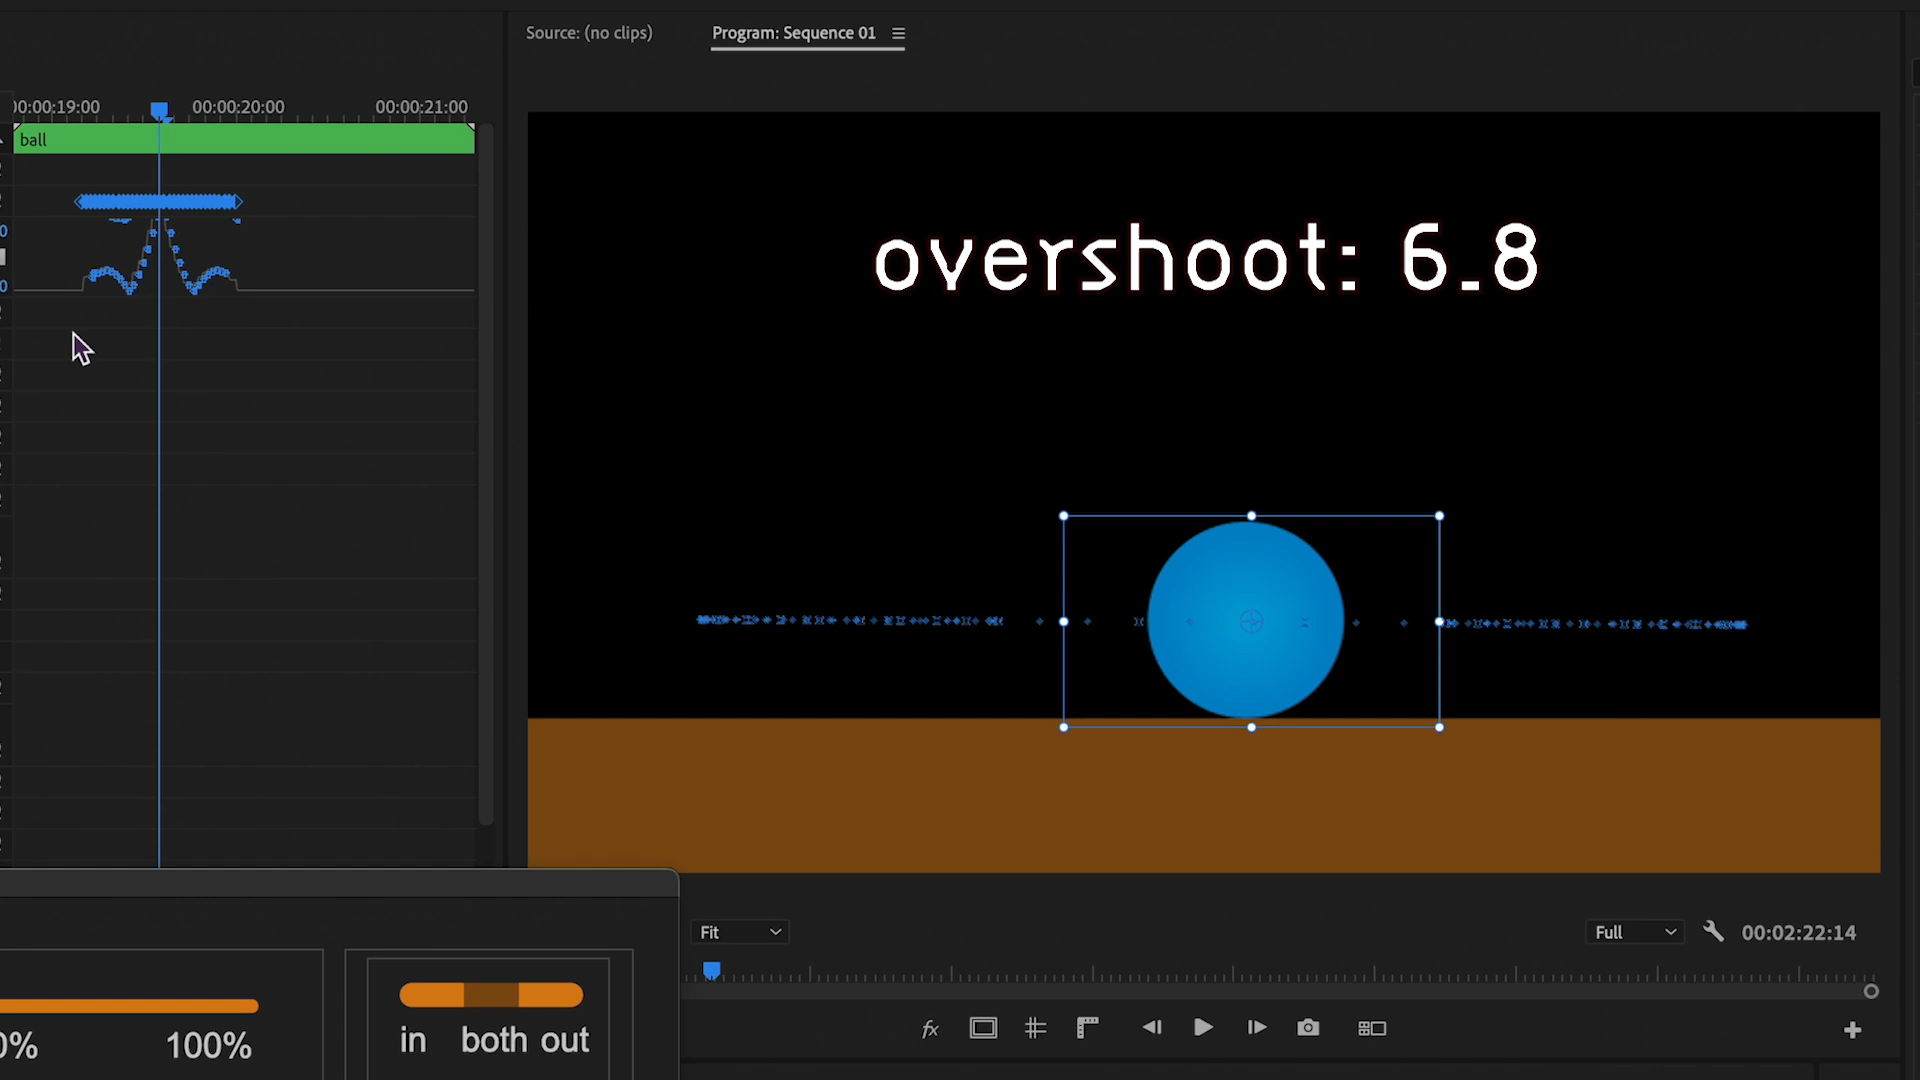 Source: (no clips)
Program: Sequence 01
00:00:19:00
00:00:20:00
00:00:21:00
ball
overshoot: 6.8
Fit
Full
00:02:22:14
fx
0%
100%
in
both
out